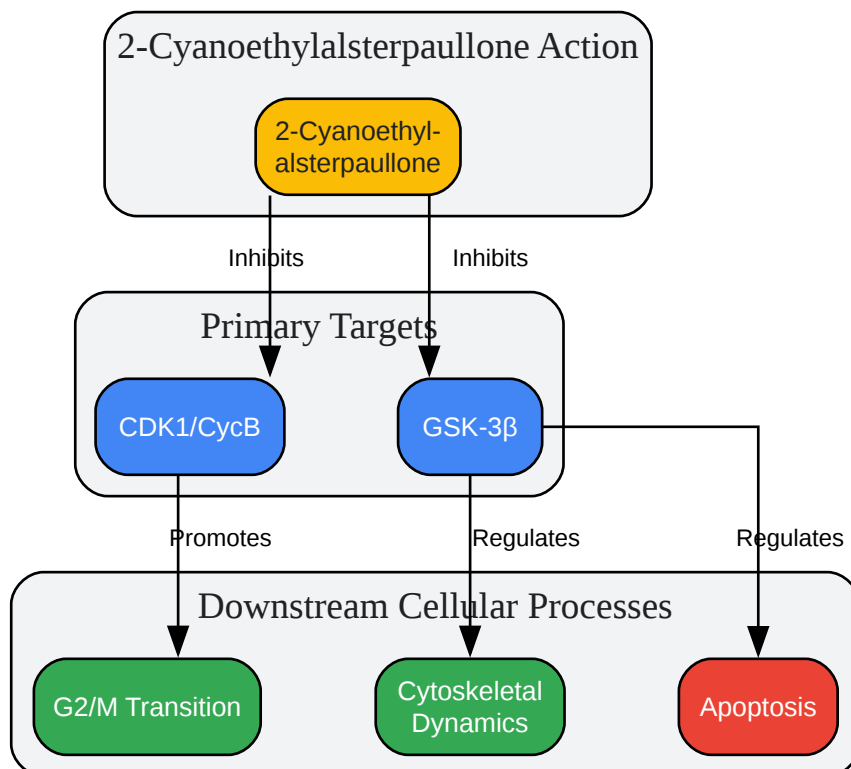 2-Cyanoethylalsterpaullone Action
2-Cyanoethyl-
alsterpaullone
Inhibits
Inhibits
Primary Targets
CDK1/CycB
GSK-3β
Promotes
Regulates
Regulates
Downstream Cellular Processes
G2/M Transition
Cytoskeletal
Dynamics
Apoptosis